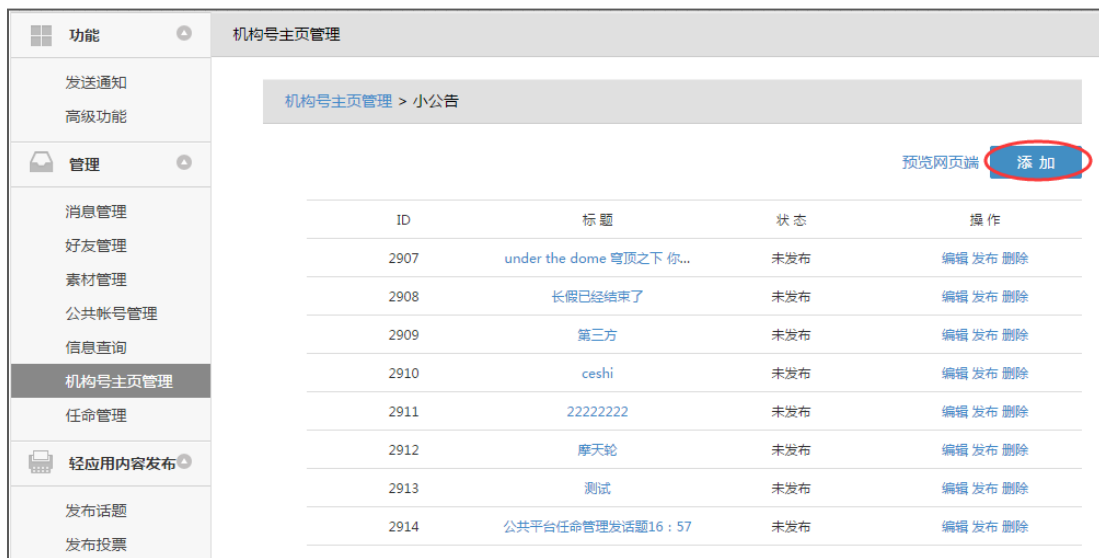 功能
发送通知
高级功能
管理
消息管理
好友管理
素材管理
公共帐号管理
信息查询
机构号主页管理
任命管理
轻应用内容发布
发布话题
发布投票
机构号主页管理
机构号主页管理 > 小公告
预览网页端 添 加
ID 标 题 状 态 操 作
2907 under the dome 穹顶之下 你... 未发布 编辑 发布 删除
2908 长假已经结束了 未发布 编辑 发布 删除
2909 第三方 未发布 编辑 发布 删除
2910 ceshi 未发布 编辑 发布 删除
2911 22222222 未发布 编辑 发布 删除
2912 摩天轮 未发布 编辑 发布 删除
2913 测试 未发布 编辑 发布 删除
2914 公共平台任命管理发话题16：57 未发布 编辑 发布 删除